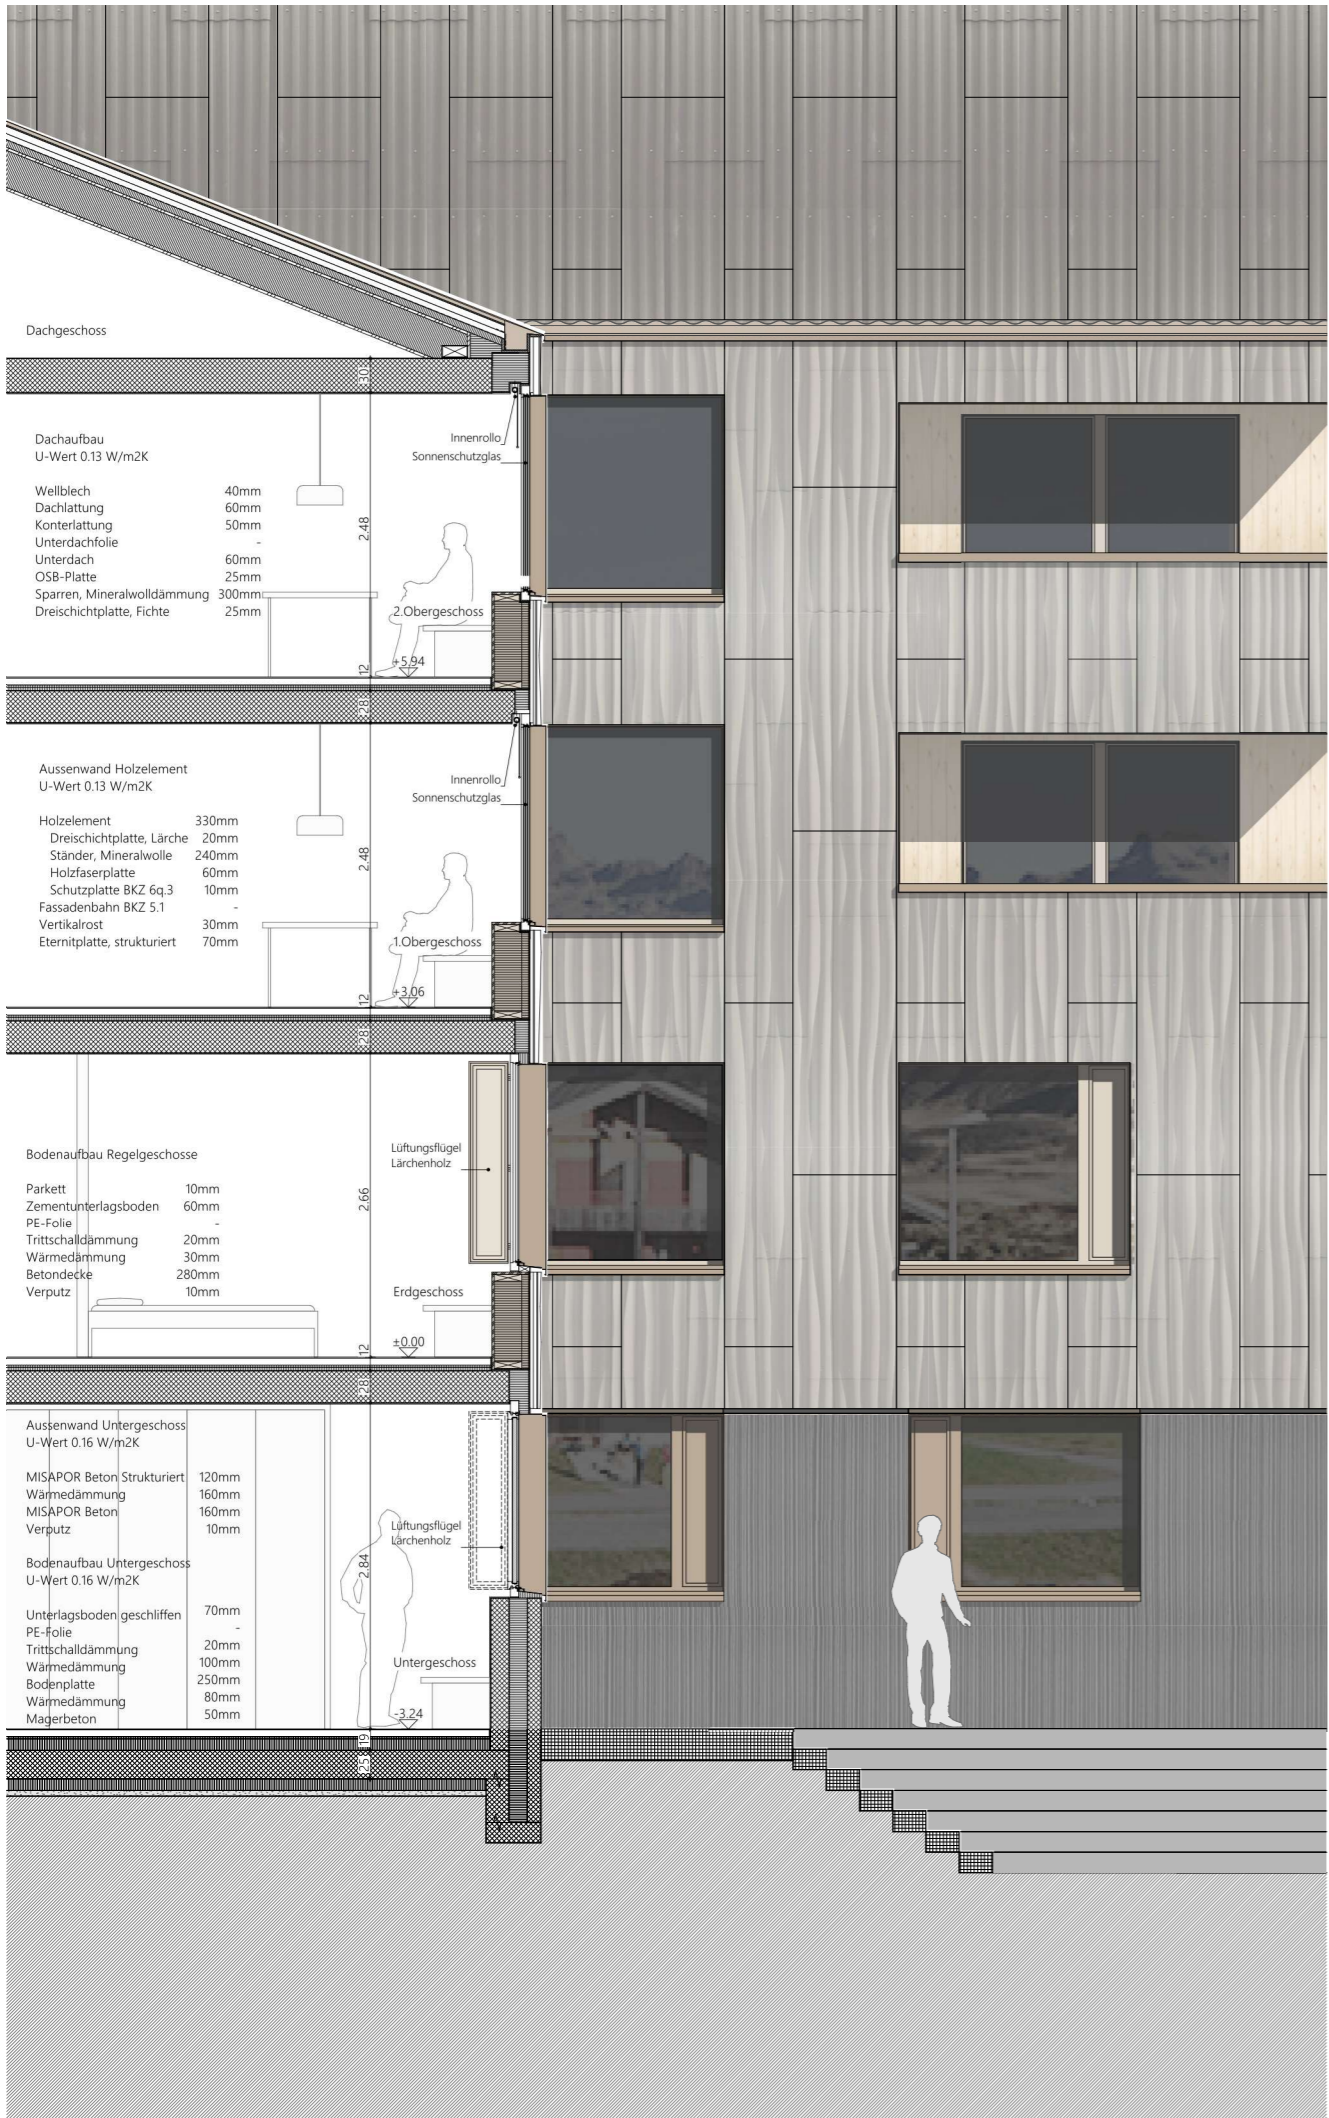 Dachgeschoss
30
Dachaufbau
U-Wert 0.13 W/m2K
Wellblech 40mm
Dachlattung 60mm
Konterlattung 50mm
Unterdachfolie -
Unterdach 60mm
OSB-Platte 25mm
Sparren, Mineralwolldämmung 300mm
Dreischichtplatte, Fichte 25mm
Innenrollo
Sonnenschutzglas
2.48
2.Obergeschoss
+5.94
12
28
Aussenwand Holzelement
U-Wert 0.13 W/m2K
Holzelement 330mm
Dreischichtplatte, Lärche 20mm
Ständer, Mineralwolle 240mm
Holzfaserplatte 60mm
Schutzplatte BKZ 6q.3 10mm
Fassadenbahn BKZ 5.1 -
Vertikalrost 30mm
Eternitplatte, strukturiert 70mm
Innenrollo
Sonnenschutzglas
2.48
1.Obergeschoss
+3.06
12
28
Bodenaufbau Regelgeschosse
Parkett 10mm
Zementunterlagsboden 60mm
PE-Folie -
Trittschalldämmung 20mm
Wärmedämmung 30mm
Betondecke 280mm
Verputz 10mm
Lüftungsflügel
Lärchenholz
2.66
Erdgeschoss
±0.00
12
28
Aussenwand Untergeschoss
U-Wert 0.16 W/m2K
MISAPOR Beton Strukturiert 120mm
Wärmedämmung 160mm
MISAPOR Beton 160mm
Verputz 10mm
Bodenaufbau Untergeschoss
U-Wert 0.16 W/m2K
Unterlagsboden geschliffen 70mm
PE-Folie -
Trittschalldämmung 20mm
Wärmedämmung 100mm
Bodenplatte 250mm
Wärmedämmung 80mm
Magerbeton 50mm
Lüftungsflügel
Lärchenholz
2.84
Untergeschoss
-3.24
19
25